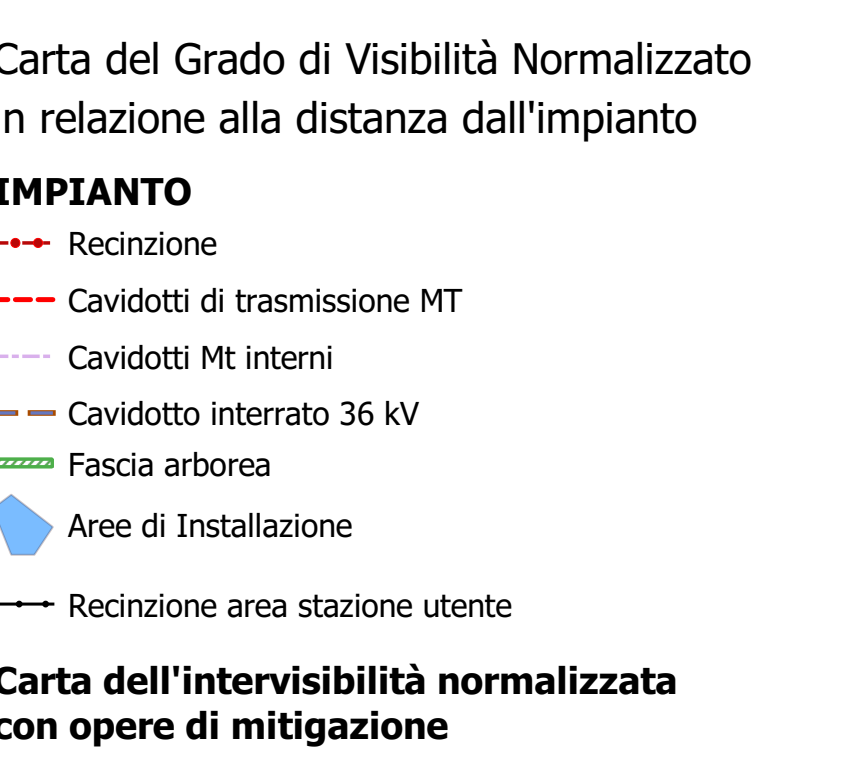 Carta del Grado di Visibilità Normalizzato
in relazione alla distanza dall'impianto
IMPIANTO
Recinzione
Cavidotti di trasmissione MT
Cavidotti Mt interni
Cavidotto interrato 36 kV
Fascia arborea
Aree di Installazione
Recinzione area stazione utente
Carta dell'intervisibilità normalizzata
con opere di mitigazione